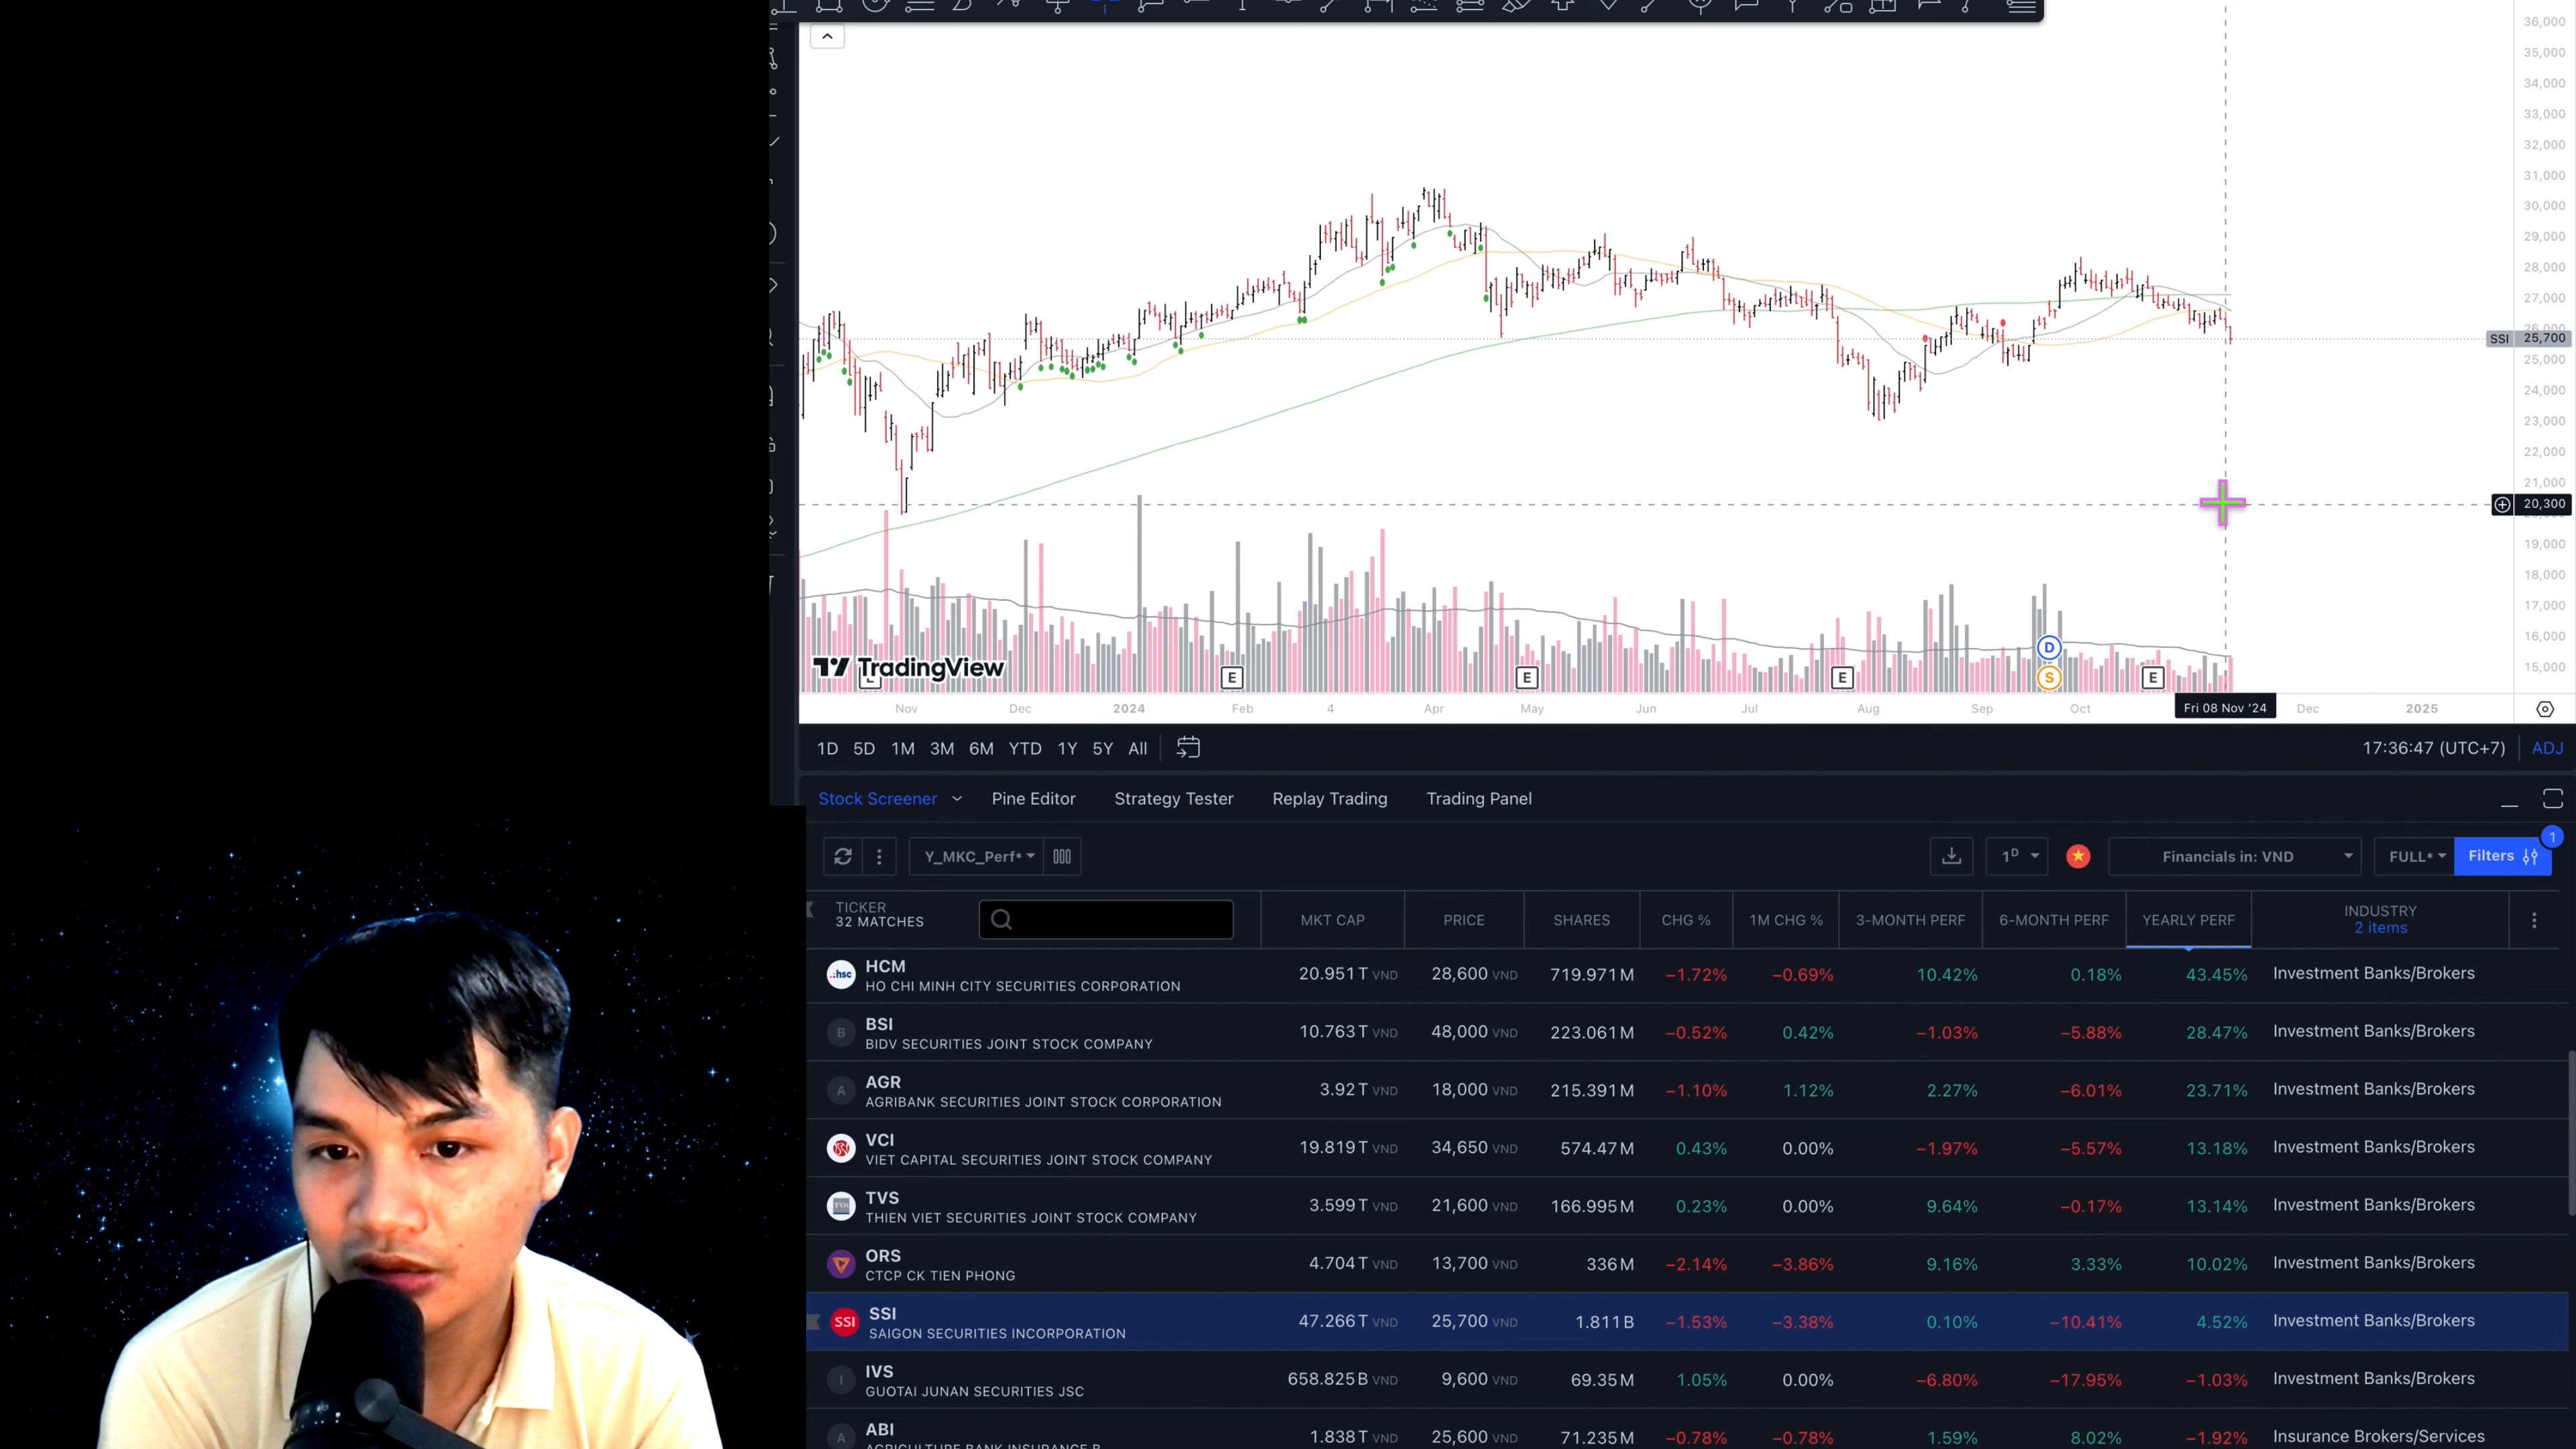 36,000
35,000
34,000
33,000
32,000
31,000
30,000
29,000
28,000
27,000
26,000
SSI 25,700
25,000
24,000
23,000
22,000
21,000
20,300
19,000
18,000
17,000
16,000
15,000
D
S
E E E E
TradingView
Nov Dec 2024 Feb 4 Apr May Jun Jul Aug Sep Oct Fri 08 Nov '24 Dec 2025
1D 5D 1M 3M 6M YTD 1Y 5Y All 17:36:47 (UTC+7) ADJ
Stock Screener Pine Editor Strategy Tester Replay Trading Trading Panel
Y_MKC_Perf* 1D Financials in: VND FULL* Filters 1
TICKER
32 MATCHES
MKT CAP PRICE SHARES CHG % 1M CHG % 3-MONTH PERF 6-MONTH PERF YEARLY PERF INDUSTRY
2 items
.:hsc HCM 20.951 T VND 28,600 VND 719.971 M −1.72% −0.69% 10.42% 0.18% 43.45% Investment Banks/Brokers
HO CHI MINH CITY SECURITIES CORPORATION
B BSI 10.763 T VND 48,000 VND 223.061 M −0.52% 0.42% −1.03% −5.88% 28.47% Investment Banks/Brokers
BIDV SECURITIES JOINT STOCK COMPANY
A AGR 3.92 T VND 18,000 VND 215.391 M −1.10% 1.12% 2.27% −6.01% 23.71% Investment Banks/Brokers
AGRIBANK SECURITIES JOINT STOCK CORPORATION
VCI 19.819 T VND 34,650 VND 574.47 M 0.43% 0.00% −1.97% −5.57% 13.18% Investment Banks/Brokers
VIET CAPITAL SECURITIES JOINT STOCK COMPANY
TVS TVS 3.599 T VND 21,600 VND 166.995 M 0.23% 0.00% 9.64% −0.17% 13.14% Investment Banks/Brokers
THIEN VIET SECURITIES JOINT STOCK COMPANY
ORS 4.704 T VND 13,700 VND 336 M −2.14% −3.86% 9.16% 3.33% 10.02% Investment Banks/Brokers
CTCP CK TIEN PHONG
SSI SSI 47.266 T VND 25,700 VND 1.811 B −1.53% −3.38% 0.10% −10.41% 4.52% Investment Banks/Brokers
SAIGON SECURITIES INCORPORATION
I IVS 658.825 B VND 9,600 VND 69.35 M 1.05% 0.00% −6.80% −17.95% −1.03% Investment Banks/Brokers
GUOTAI JUNAN SECURITIES JSC
A ABI 1.838 T VND 25,600 VND 71.235 M −0.78% −0.78% 1.59% 8.02% −1.92% Insurance Brokers/Services
AGRICULTURE BANK INSURANCE